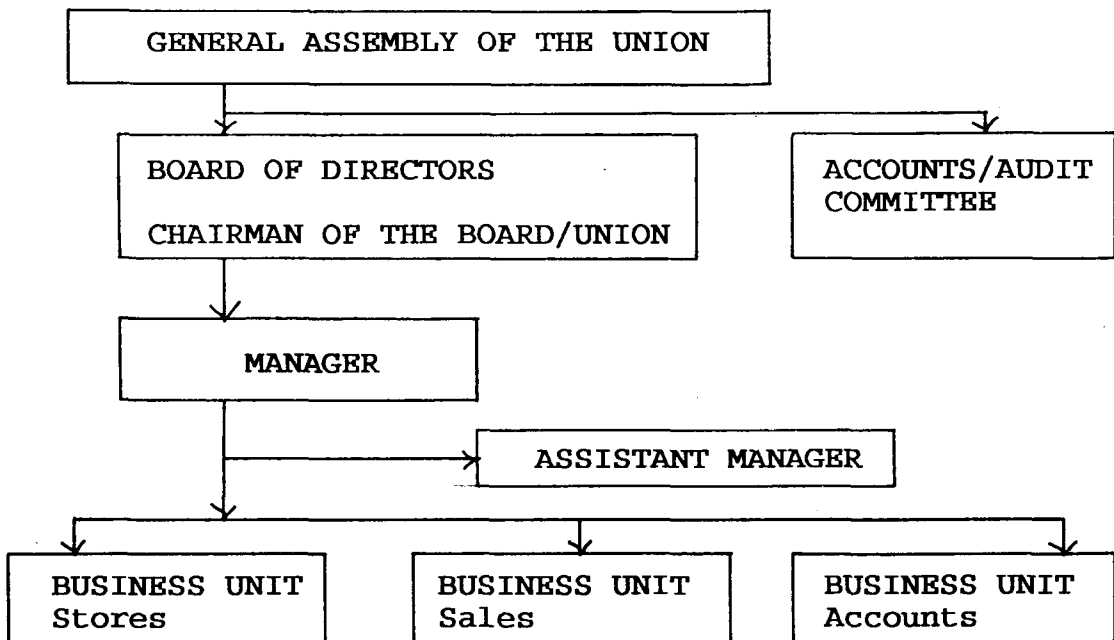 GENERAL ASSEMBLY OF THE UNION
BOARD OF DIRECTORS
CHAIRMAN OF THE BOARD/UNION
ACCOUNTS/AUDIT
COMMITTEE
MANAGER
ASSISTANT MANAGER
BUSINESS UNIT
Stores
BUSINESS UNIT
Sales
BUSINESS UNIT
Accounts